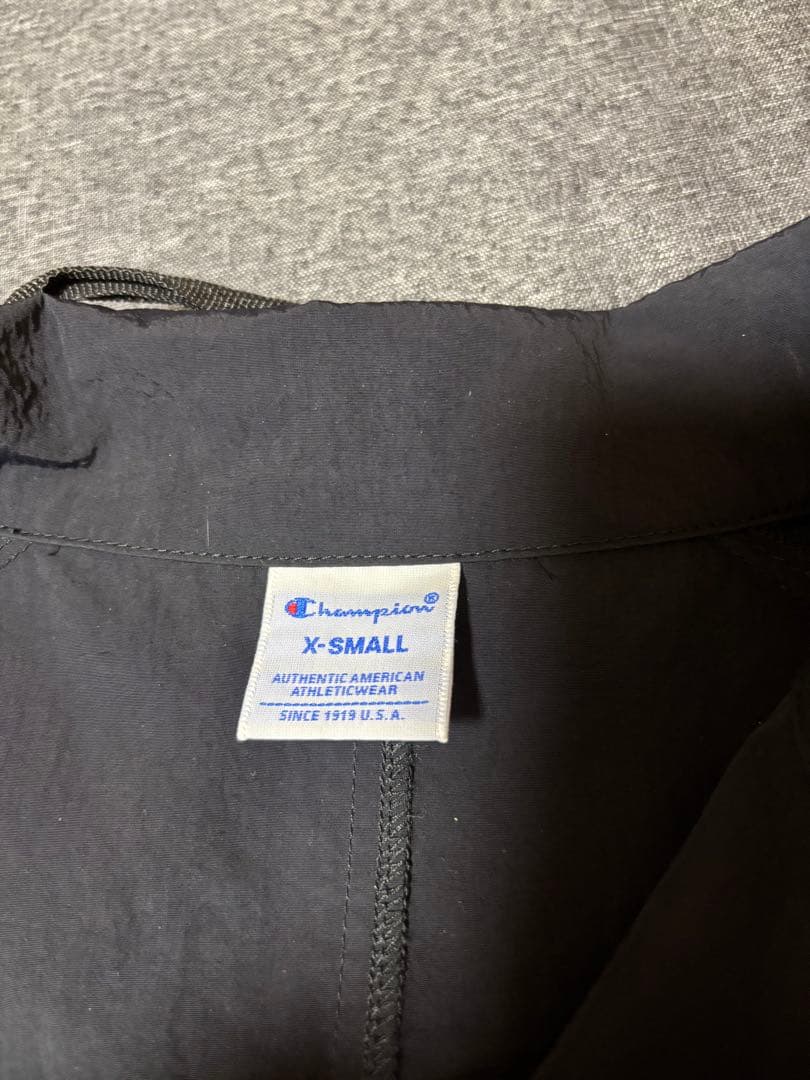 Champion®
X-SMALL
AUTHENTIC AMERICAN
ATHLETICWEAR
SINCE 1919 U.S.A.